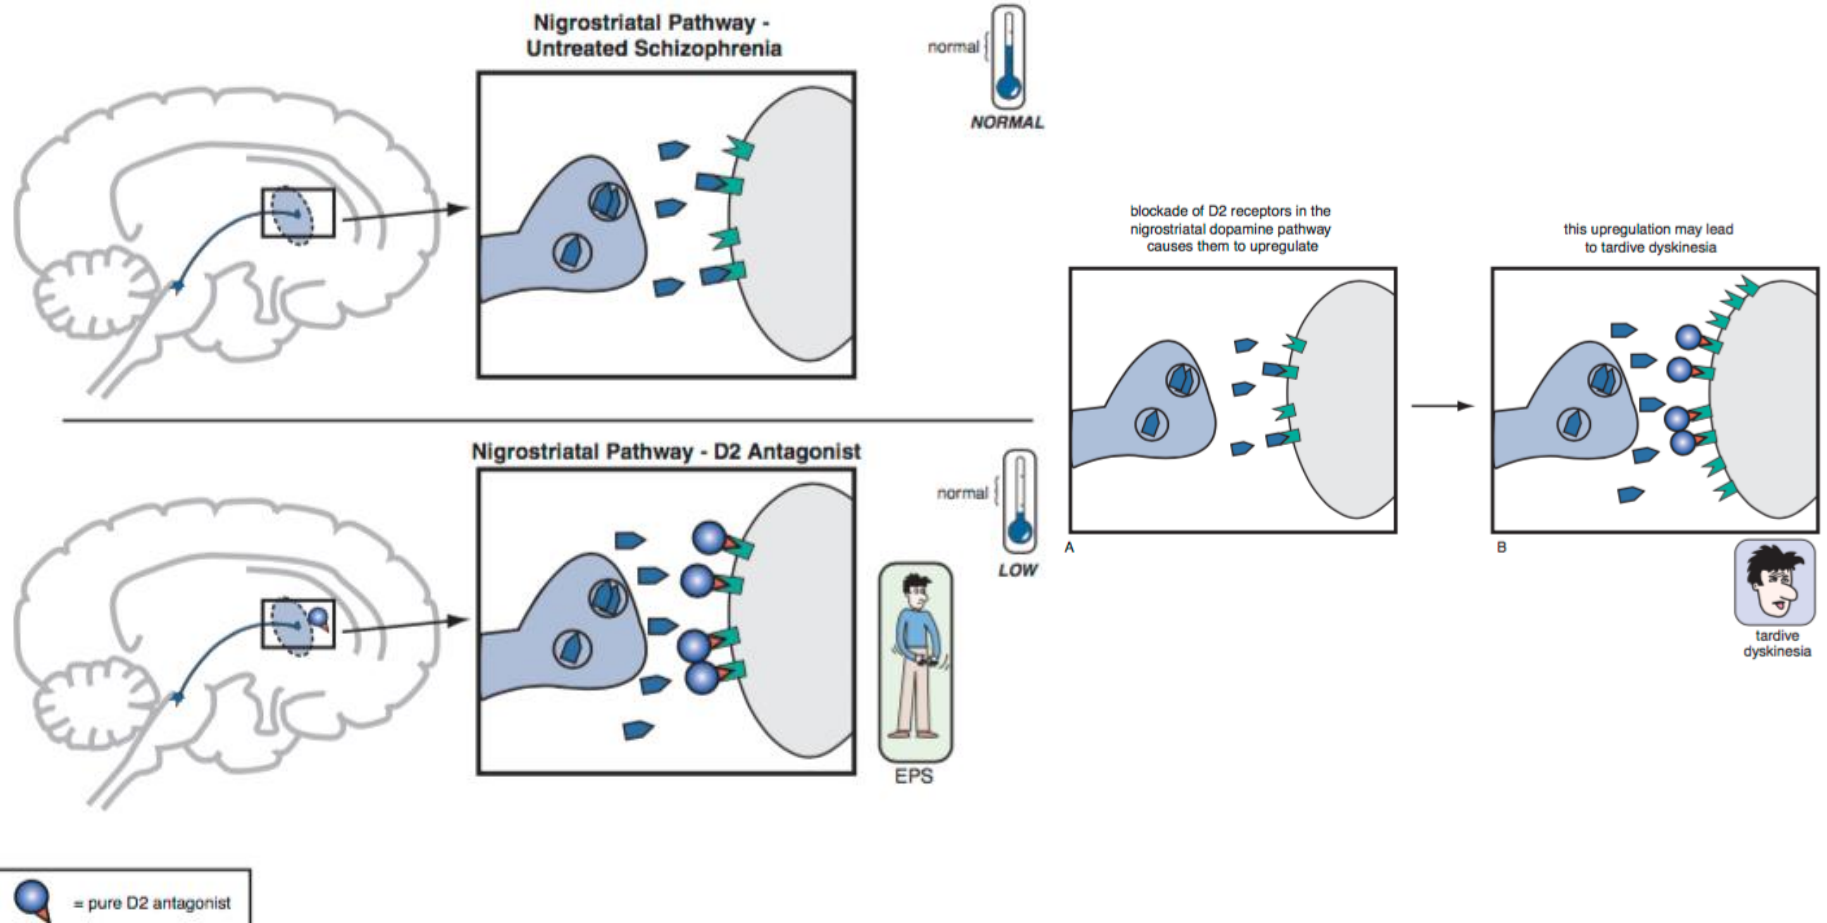 Nigrostriatal Pathway -
Untreated Schizophrenia
normal
NORMAL
Nigrostriatal Pathway - D2 Antagonist
normal
LOW
EPS
= pure D2 antagonist
blockade of D2 receptors in the
nigrostriatal dopamine pathway
causes them to upregulate
A
this upregulation may lead
to tardive dyskinesia
B
tardive
dyskinesia